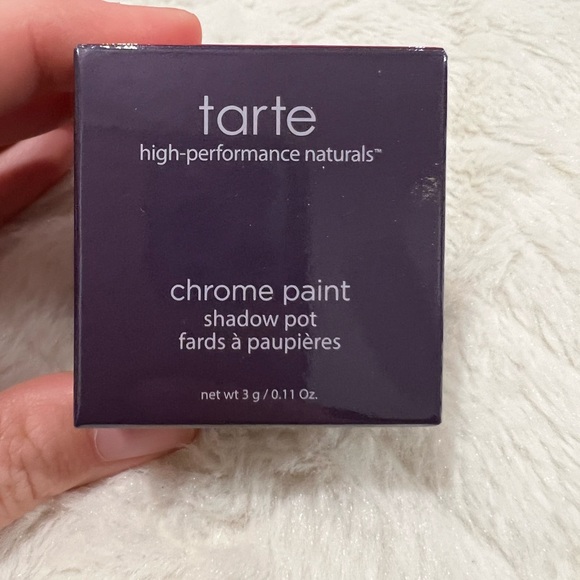 tarte
high-performance naturals™
chrome paint
shadow pot
fards à paupières
net wt 3 g / 0.11 Oz.